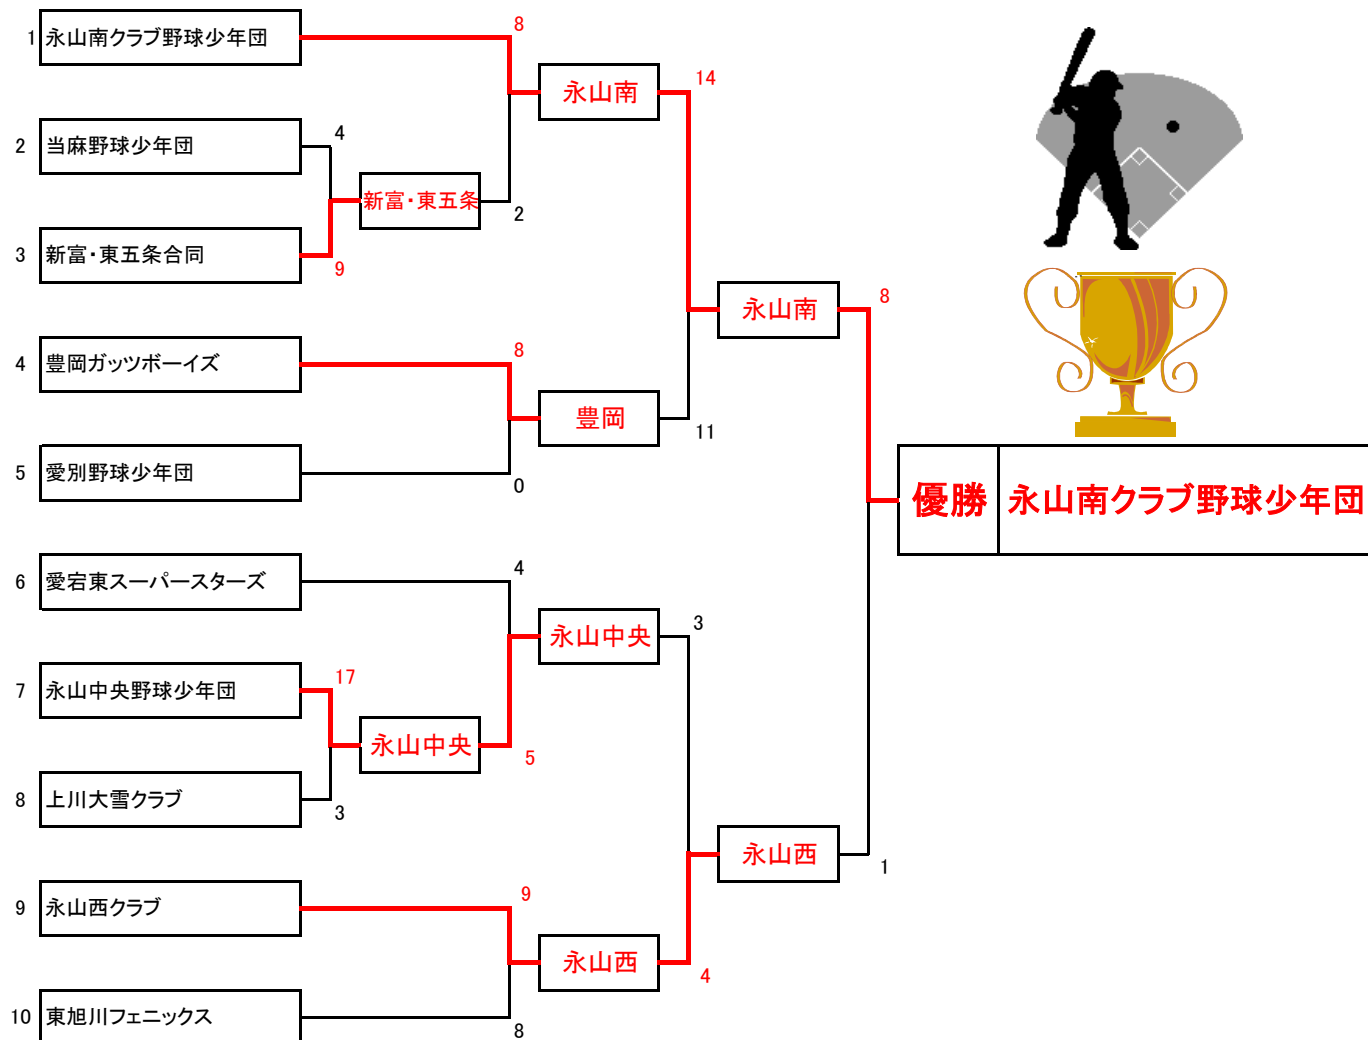 8
1 永山南クラブ野球少年団
永山南
14
4
2 当麻野球少年団
新富・東五条
2
3 新富・東五条合同
9
永山南
8
8
4 豊岡ガッツボーイズ
豊岡
11
5 愛別野球少年団
0
優勝 永山南クラブ野球少年団
4
6 愛宕東スーパースターズ
永山中央
3
17
7 永山中央野球少年団
永山中央
5
8 上川大雪クラブ
3
永山西
1
9
9 永山西クラブ
永山西
4
10 東旭川フェニックス
8